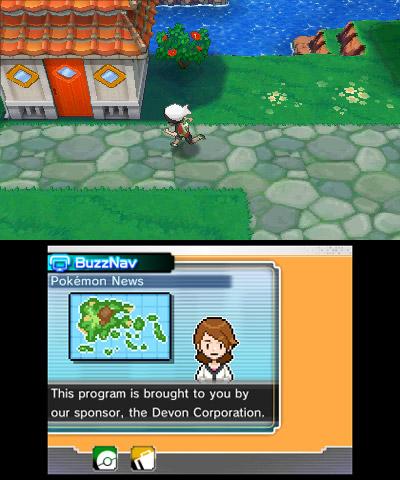 BuzzNav
Pokémon News
This program is brought to you by
our sponsor, the Devon Corporation.